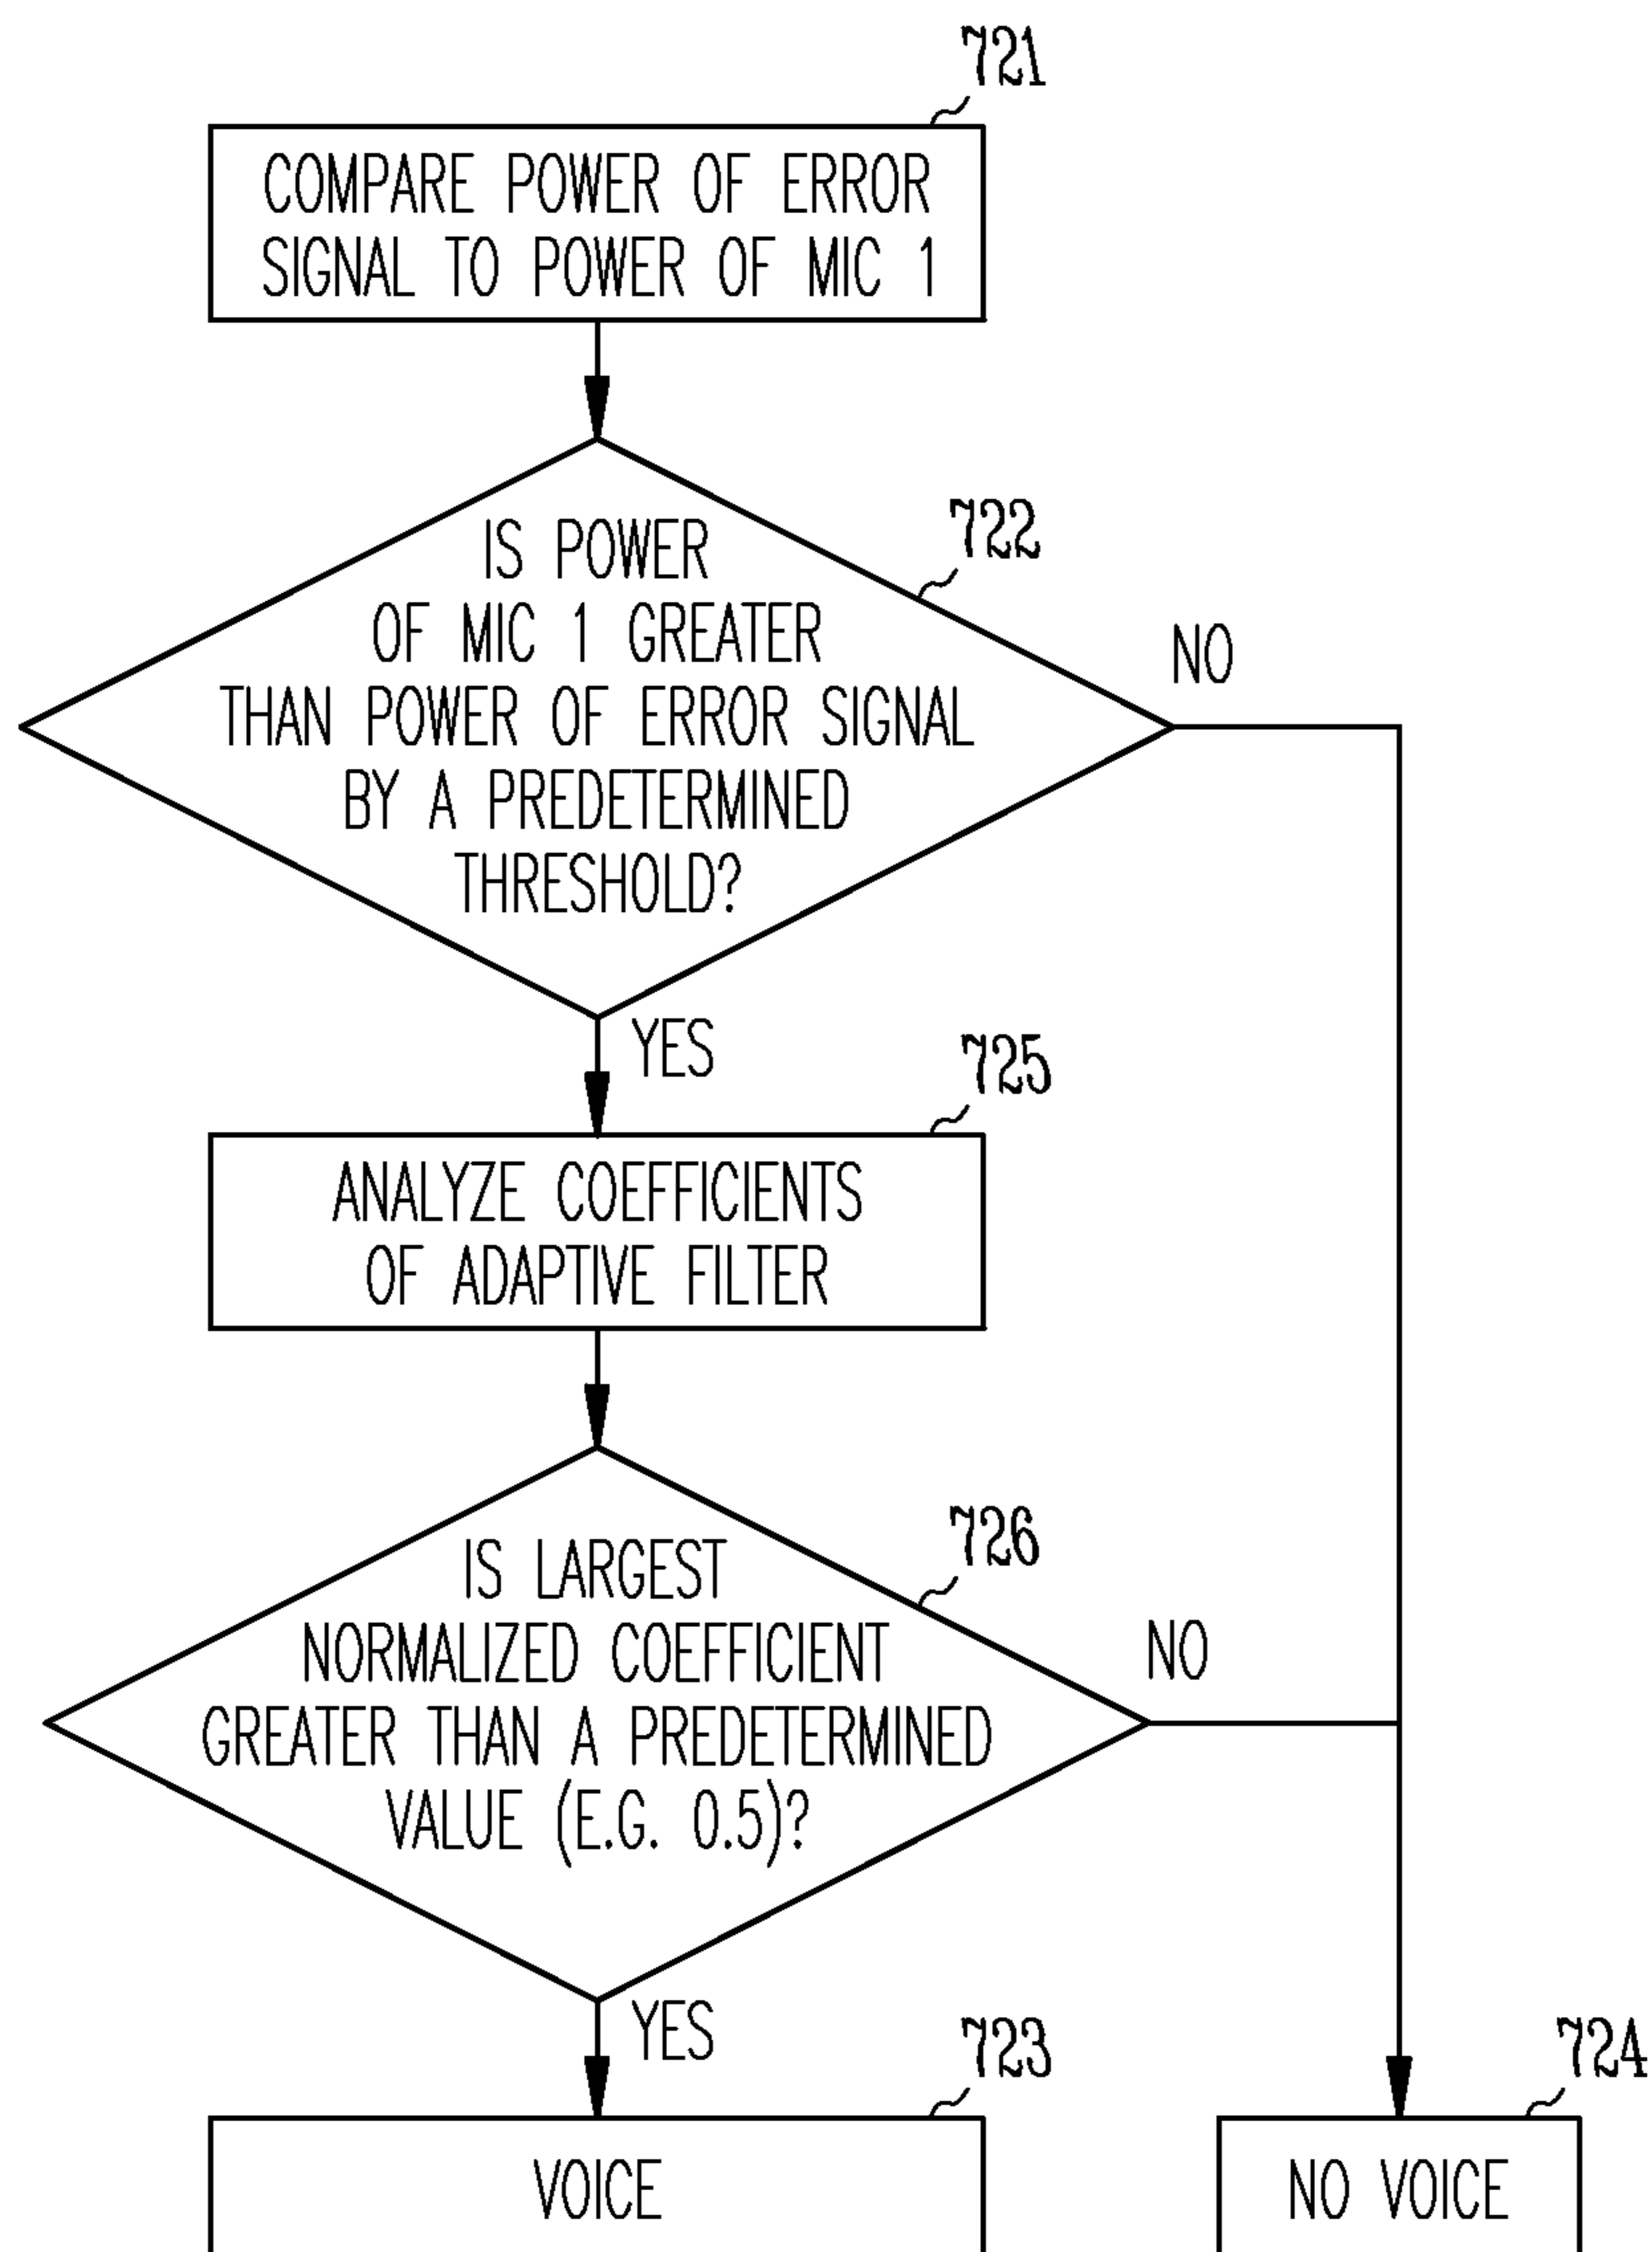 721
COMPARE POWER OF ERROR
SIGNAL TO POWER OF MIC 1
722
IS POWER
OF MIC 1 GREATER
THAN POWER OF ERROR SIGNAL
BY A PREDETERMINED
THRESHOLD?
NO
YES
725
ANALYZE COEFFICIENTS
OF ADAPTIVE FILTER
726
IS LARGEST
NORMALIZED COEFFICIENT
GREATER THAN A PREDETERMINED
VALUE (E.G. 0.5)?
NO
YES
723
VOICE
724
NO VOICE